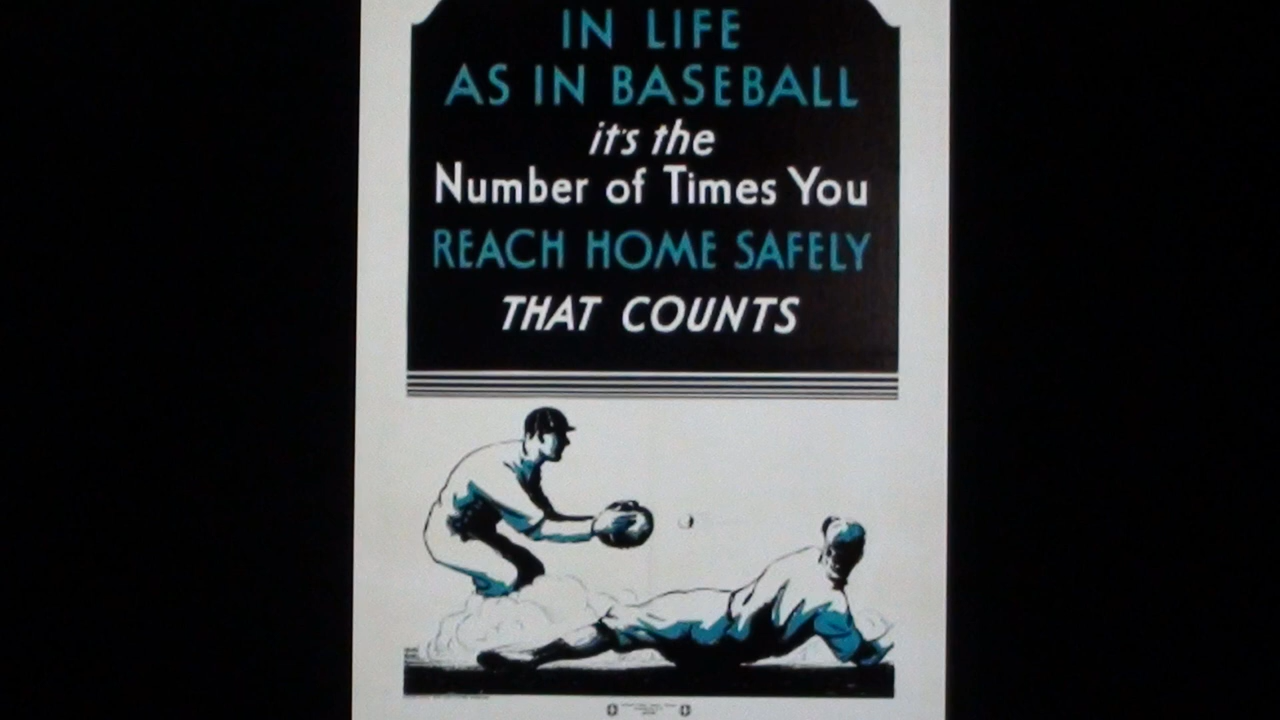 IN LIFE
AS IN BASEBALL
it's the
Number of Times You
REACH HOME SAFELY
THAT COUNTS